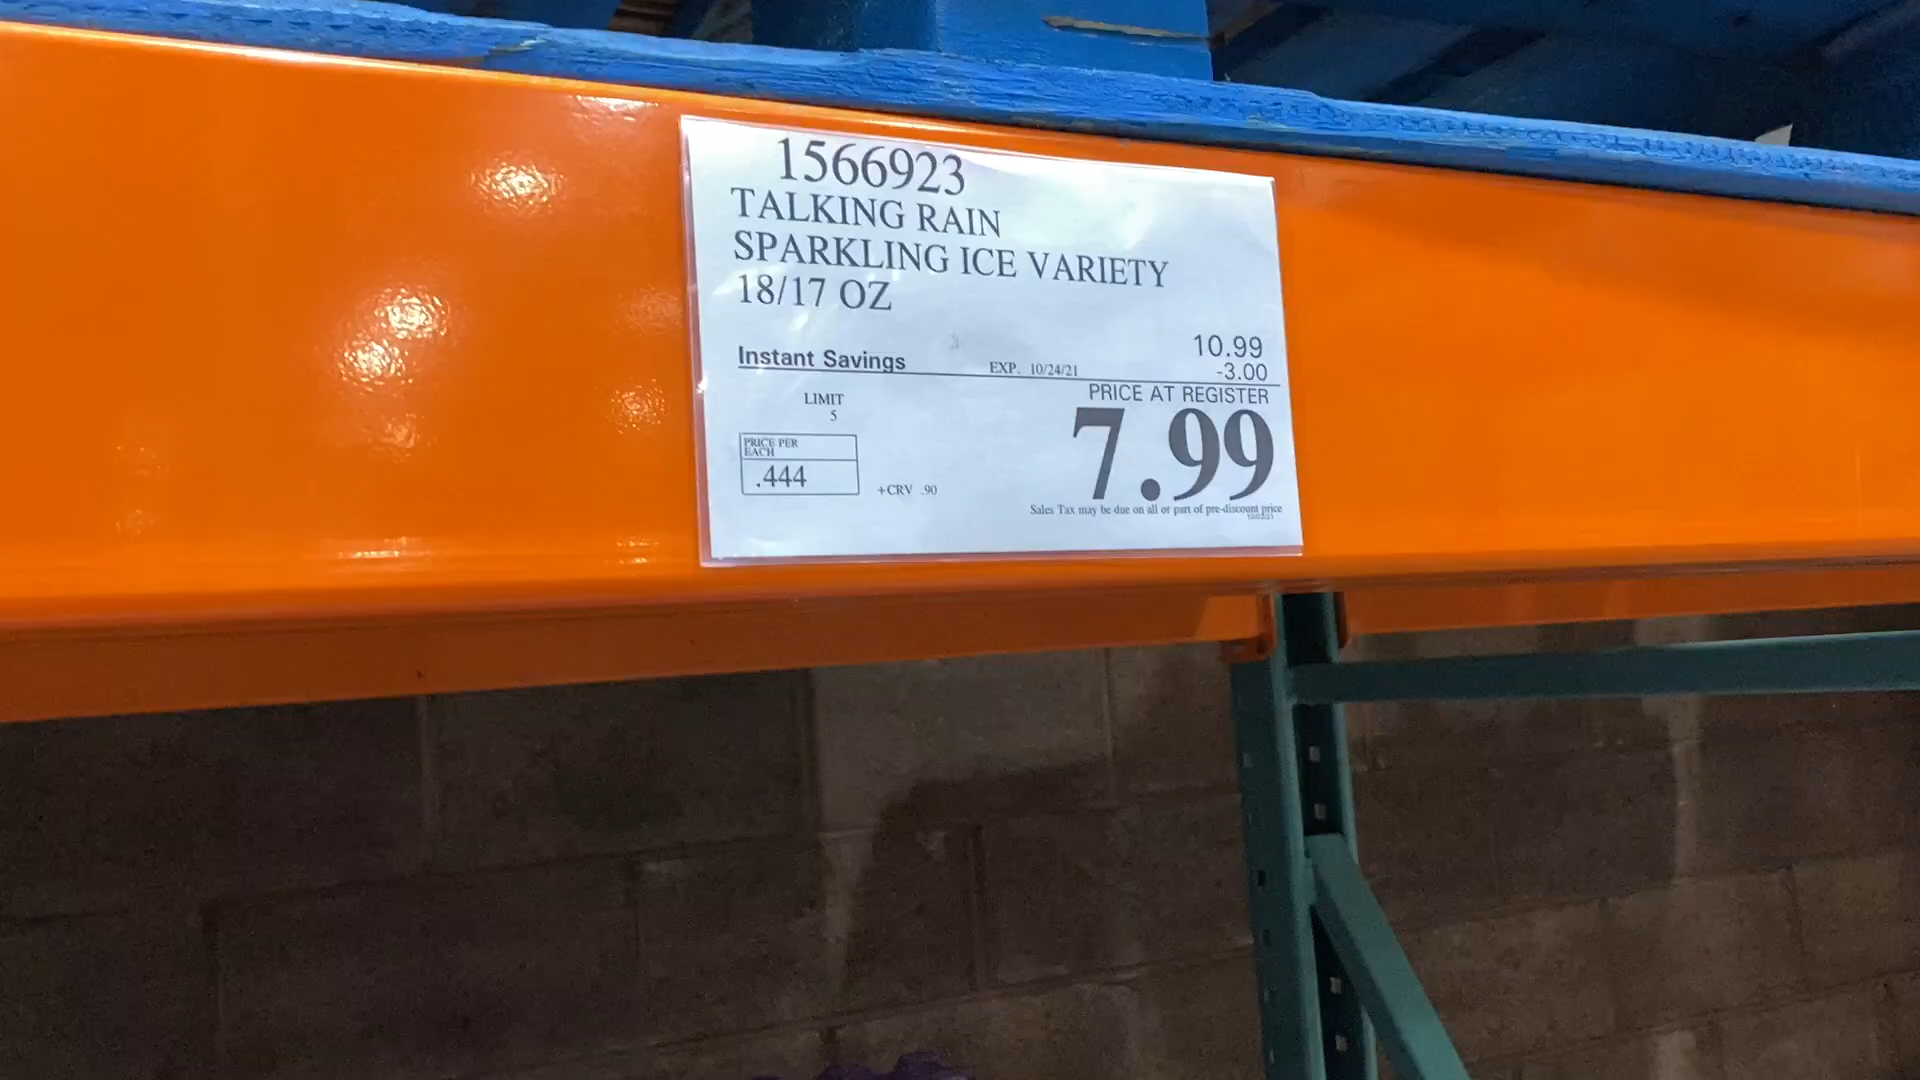 1566923
TALKING RAIN
SPARKLING ICE VARIETY
18/17 OZ
10.99
Instant Savings EXP. 10/24/21 -3.00
LIMIT
5
PRICE AT REGISTER
7.99
PRICE PER
EACH
.444
+CRV .90
Sales Tax may be due on all or part of pre-discount price